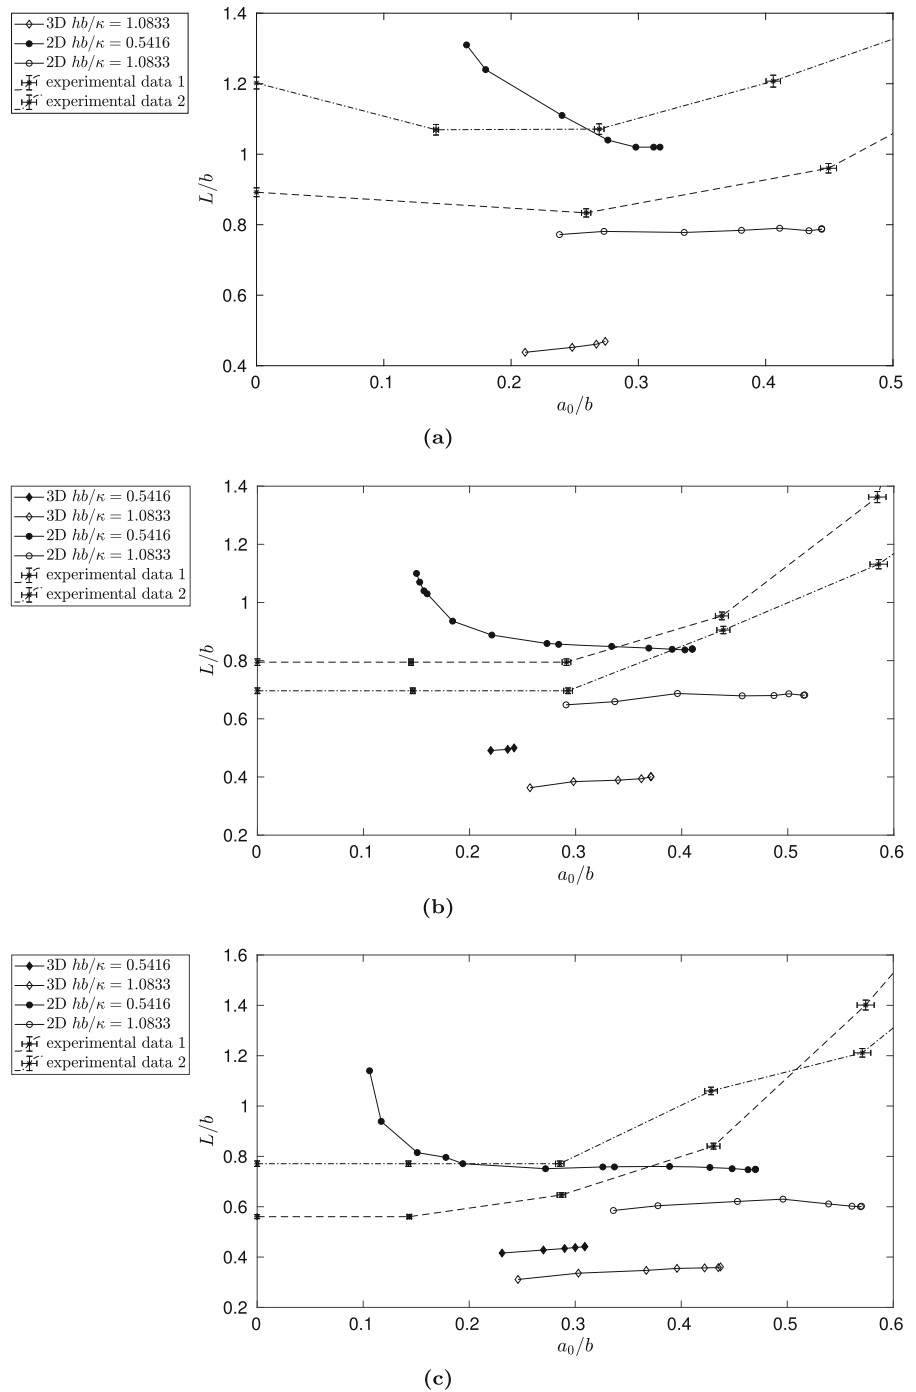 3D hb/κ = 1.0833
2D hb/κ = 0.5416
2D hb/κ = 1.0833
experimental data 1
experimental data 2
1.4
1.2
1
0.8
0.6
0.4
L/b
0 0.1 0.2 0.3 0.4 0.5
a₀/b
(a)
3D hb/κ = 0.5416
3D hb/κ = 1.0833
2D hb/κ = 0.5416
2D hb/κ = 1.0833
experimental data 1
experimental data 2
1.4
1.2
1
0.8
0.6
0.4
0.2
L/b
0 0.1 0.2 0.3 0.4 0.5 0.6
a₀/b
(b)
3D hb/κ = 0.5416
3D hb/κ = 1.0833
2D hb/κ = 0.5416
2D hb/κ = 1.0833
experimental data 1
experimental data 2
1.6
1.4
1.2
1
0.8
0.6
0.4
0.2
L/b
0 0.1 0.2 0.3 0.4 0.5 0.6
a₀/b
(c)